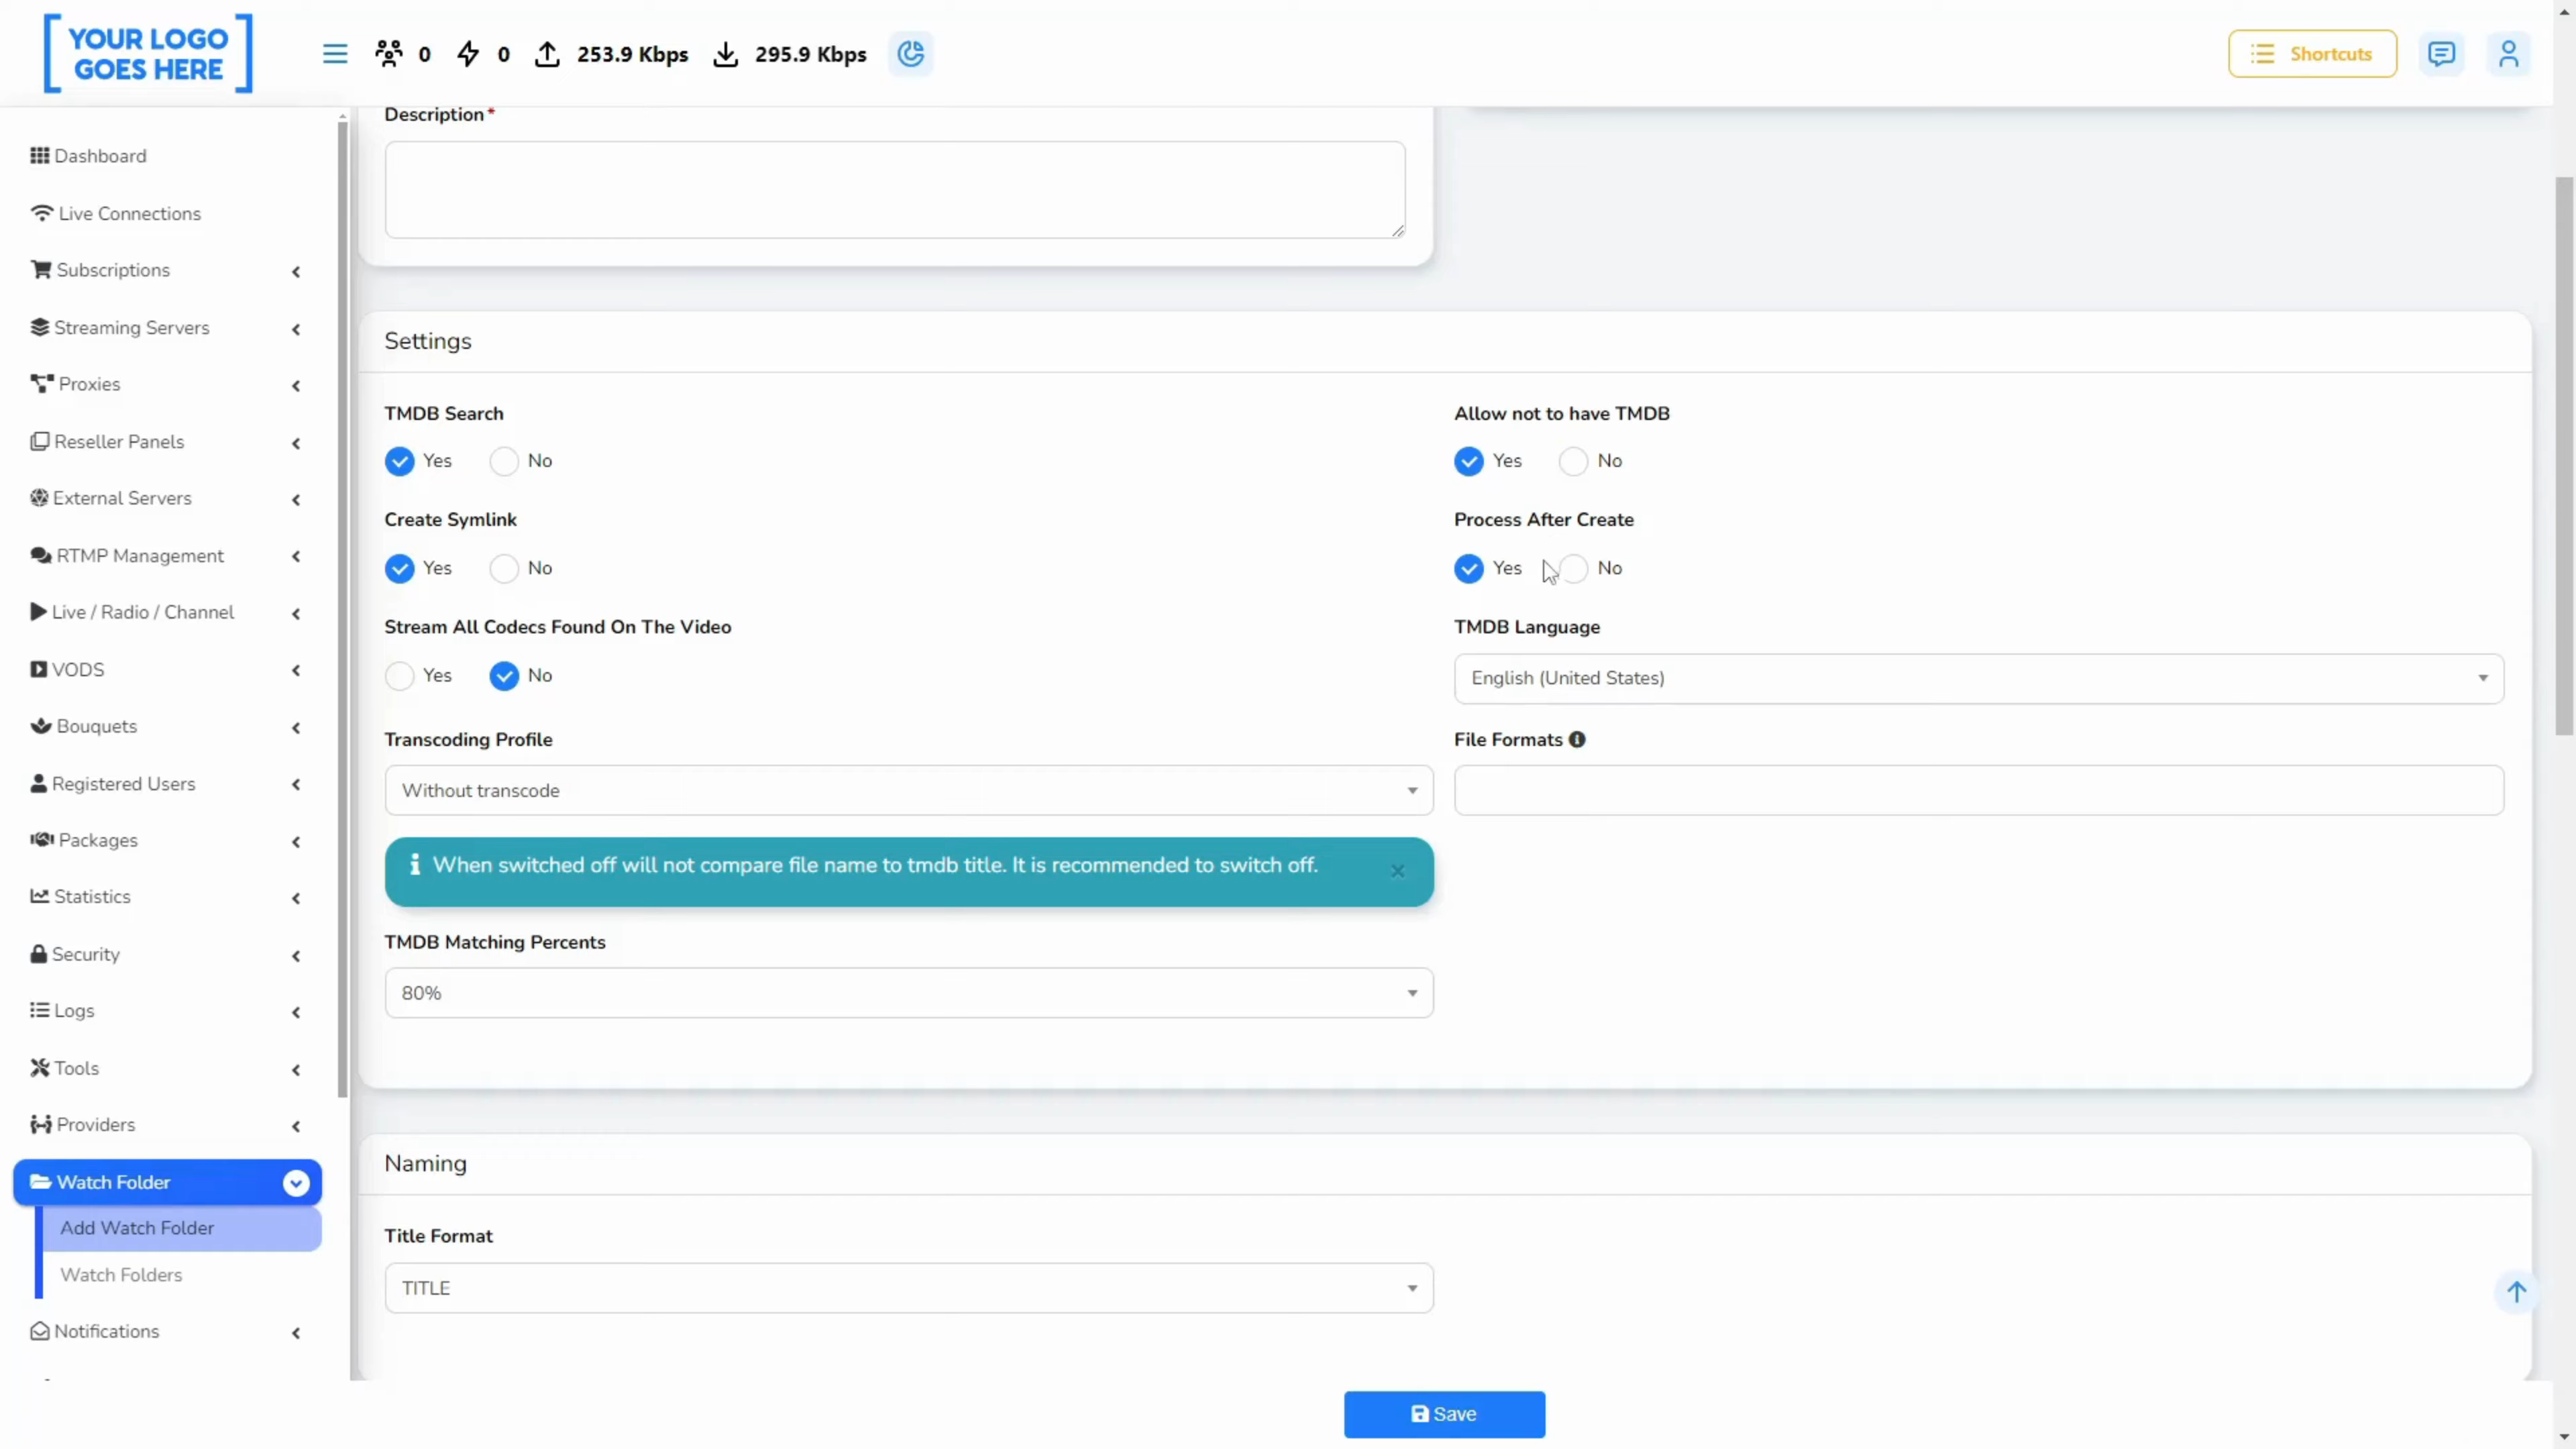 YOUR LOGO
GOES HERE
0
0
253.9 Kbps
295.9 Kbps
Shortcuts
Dashboard
Live Connections
Subscriptions
Streaming Servers
Proxies
Reseller Panels
External Servers
RTMP Management
Live / Radio / Channel
VODS
Bouquets
Registered Users
Packages
Statistics
Security
Logs
Tools
Providers
Watch Folder
Add Watch Folder
Watch Folders
Notifications
Description*
Settings
TMDB Search
Yes No
Allow not to have TMDB
Yes No
Create Symlink
Yes No
Process After Create
Yes No
Stream All Codecs Found On The Video
Yes No
TMDB Language
English (United States)
Transcoding Profile
Without transcode
File Formats
When switched off will not compare file name to tmdb title. It is recommended to switch off.
TMDB Matching Percents
80%
Naming
Title Format
TITLE
Save